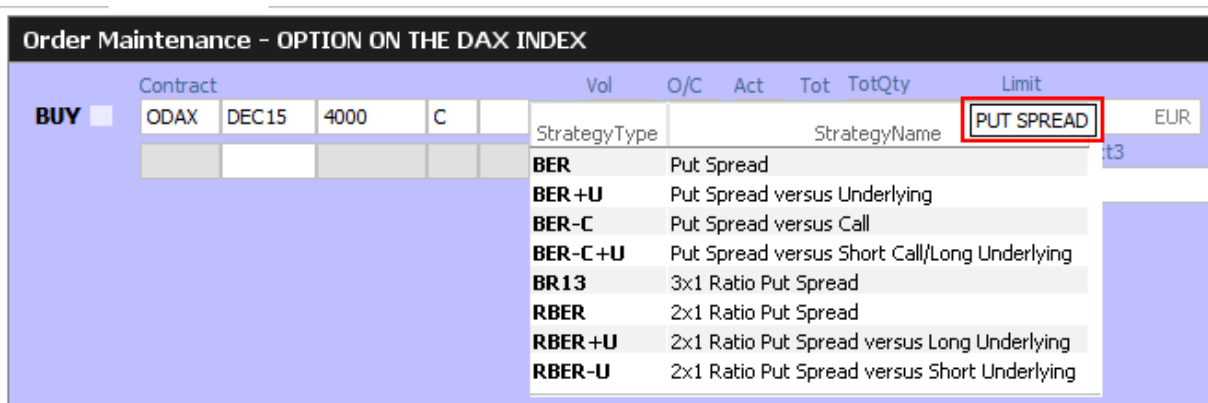 Order Maintenance - OPTION ON THE DAX INDEX
Contract Vol O/C Act Tot TotQty Limit
BUY ODAX DEC15 4000 C EUR
StrategyType StrategyName PUT SPREAD
:t3
BER Put Spread
BER+U Put Spread versus Underlying
BER-C Put Spread versus Call
BER-C+U Put Spread versus Short Call/Long Underlying
BR13 3x1 Ratio Put Spread
RBER 2x1 Ratio Put Spread
RBER+U 2x1 Ratio Put Spread versus Long Underlying
RBER-U 2x1 Ratio Put Spread versus Short Underlying